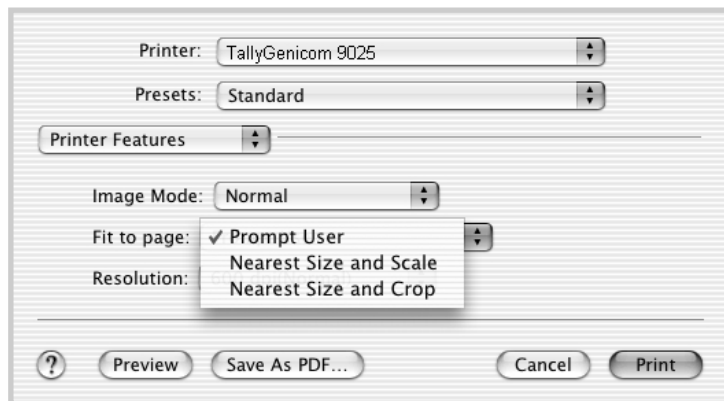 Printer: TallyGenicom 9025
Presets: Standard
Printer Features
Image Mode: Normal
Fit to page: ✓ Prompt User
Nearest Size and Scale
Resolution:
Nearest Size and Crop
? Preview Save As PDF... Cancel Print